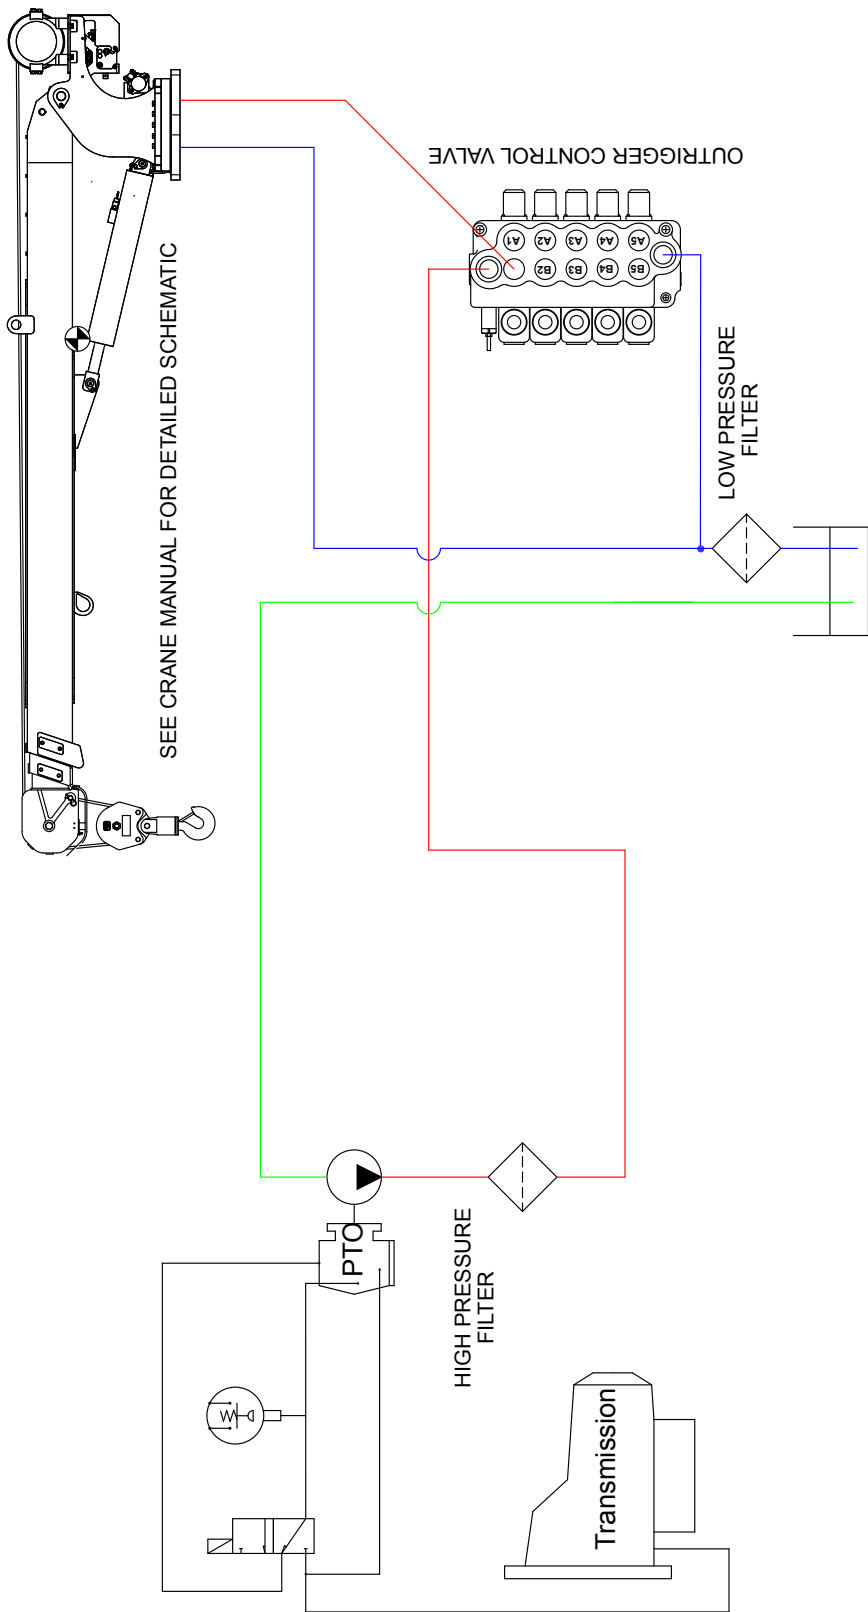 SEE CRANE MANUAL FOR DETAILED SCHEMATIC
OUTRIGGER CONTROL VALVE
A1
A2
A3
A4
A5
B2
B3
B4
B5
LOW PRESSURE
FILTER
HIGH PRESSURE
FILTER
PTO
Transmission